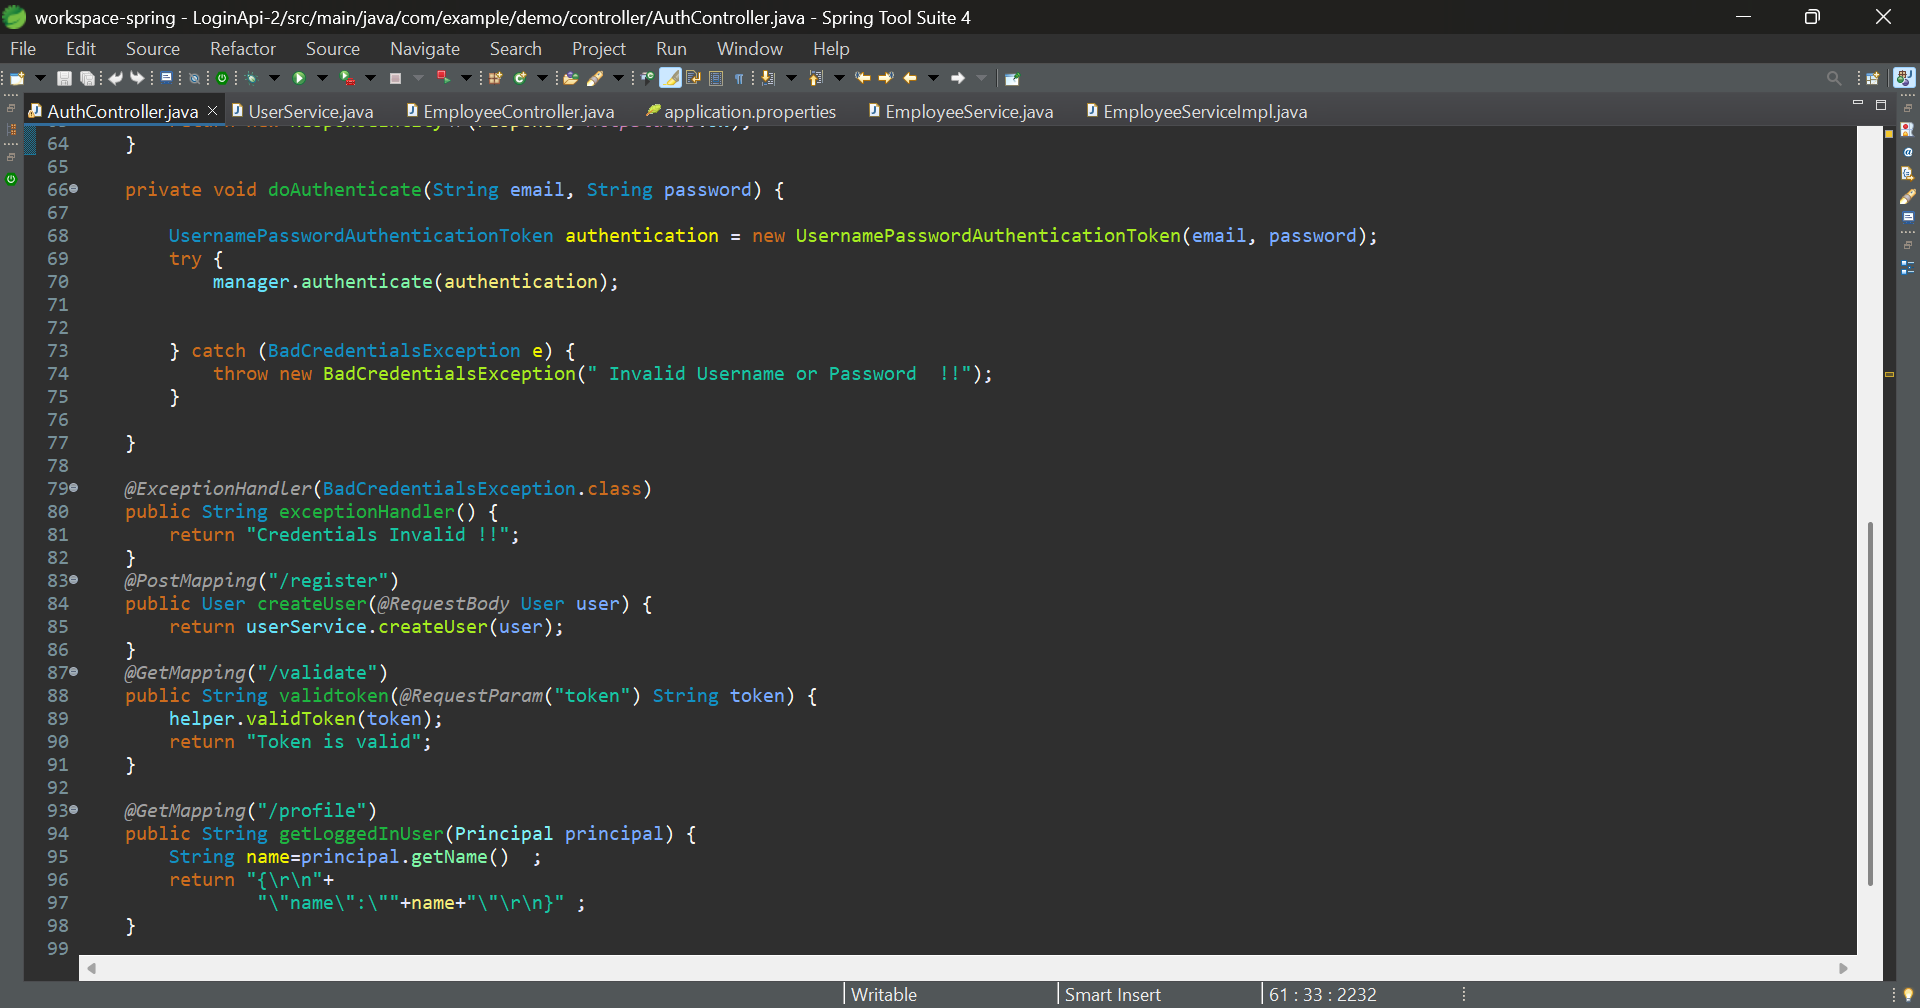 workspace-spring - LoginApi-2/src/main/java/com/example/demo/controller/AuthController.java - Spring Tool Suite 4
File Edit Source Refactor Source Navigate Search Project Run Window Help
AuthController.java UserService.java EmployeeController.java application.properties EmployeeService.java EmployeeServiceImpl.java
64 }
65
66 private void doAuthenticate(String email, String password) {
67
68 UsernamePasswordAuthenticationToken authentication = new UsernamePasswordAuthenticationToken(email, password);
69 try {
70 manager.authenticate(authentication);
71
72
73 } catch (BadCredentialsException e) {
74 throw new BadCredentialsException(" Invalid Username or Password  !!");
75 }
76
77 }
78
79 @ExceptionHandler(BadCredentialsException.class)
80 public String exceptionHandler() {
81 return "Credentials Invalid !!";
82 }
83 @PostMapping("/register")
84 public User createUser(@RequestBody User user) {
85 return userService.createUser(user);
86 }
87 @GetMapping("/validate")
88 public String validtoken(@RequestParam("token") String token) {
89 helper.validToken(token);
90 return "Token is valid";
91 }
92
93 @GetMapping("/profile")
94 public String getLoggedInUser(Principal principal) {
95 String name=principal.getName()  ;
96 return "{\r\n"+
97 "\"name\":\""+name+"\"\r\n}" ;
98 }
99
Writable Smart Insert 61 : 33 : 2232